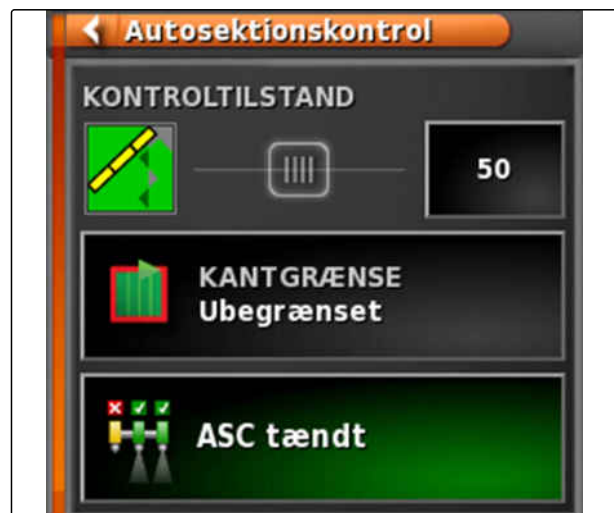 Autosektionskontrol
KONTROLTILSTAND
50
KANTGRÆNSE
Ubegrænset
ASC tændt